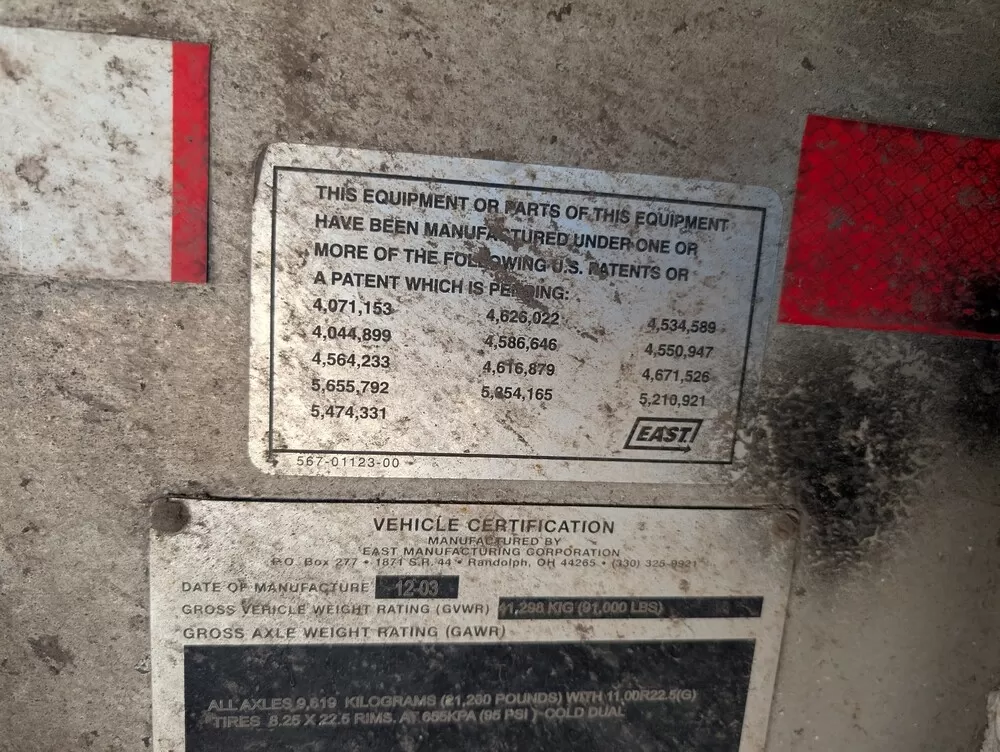 THIS EQUIPMENT OR PARTS OF THIS EQUIPMENT
HAVE BEEN MANUFACTURED UNDER ONE OR
MORE OF THE FOLLOWING U.S. PATENTS OR
A PATENT WHICH IS PENDING:
4,071,153 4,626,022 4,534,589
4,044,899 4,586,646 4,550,947
4,564,233 4,616,879 4,671,526
5,655,792 5,354,165 5,210,921
5,474,331
EAST
567-01123-00
VEHICLE CERTIFICATION
MANUFACTURED BY
EAST MANUFACTURING CORPORATION
P.O. Box 277 • 1871 S.R. 44 • Randolph, OH 44265 • (330) 325-9921
DATE OF MANUFACTURE 12-03
GROSS VEHICLE WEIGHT RATING (GVWR) 41,298 KIG (91,000 LBS)
GROSS AXLE WEIGHT RATING (GAWR)
ALL AXLES 9,619 KILOGRAMS (21,200 POUNDS) WITH 11.00R22.5(G)
TIRES 8.25 X 22.5 RIMS. AT 655KPA (95 PSI) COLD DUAL